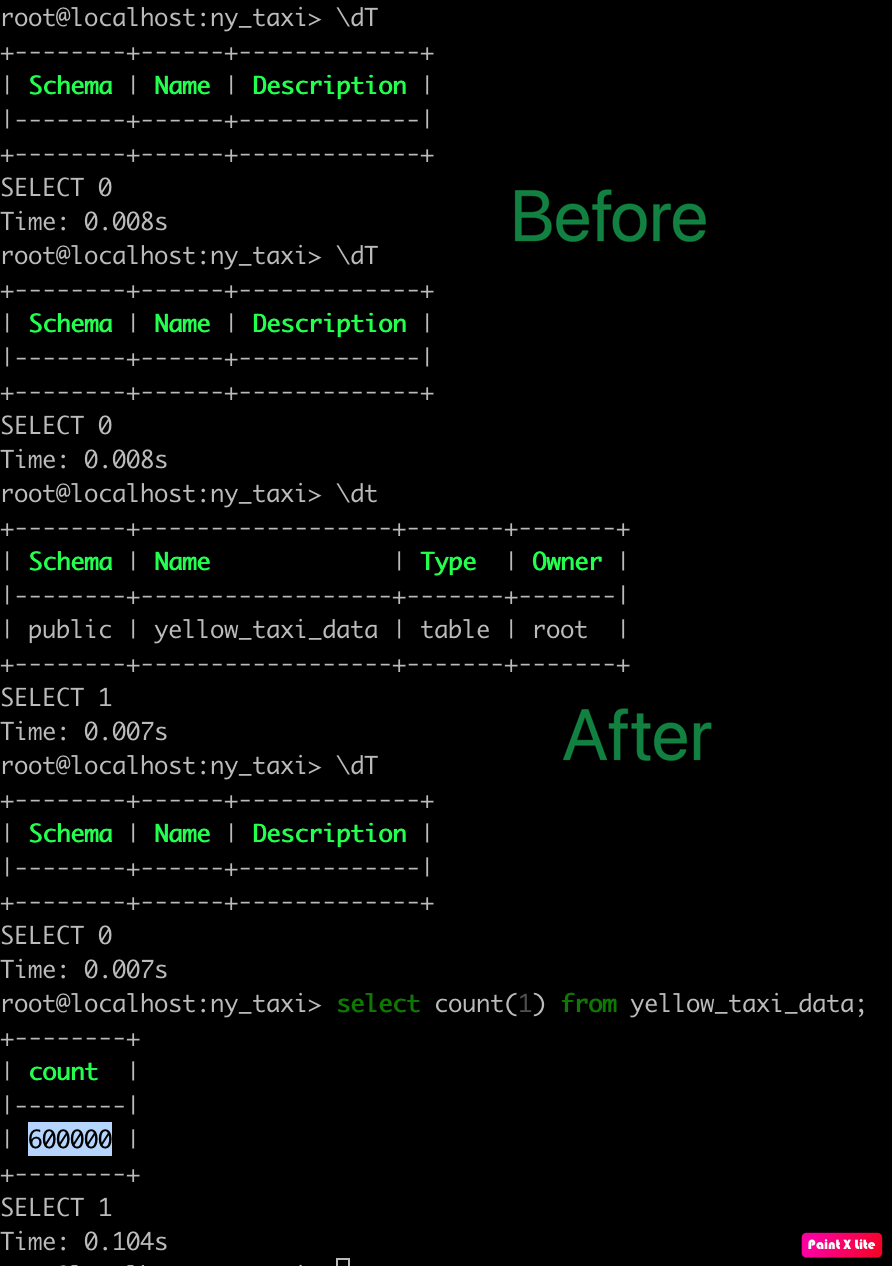 root@localhost:ny_taxi> \dT
+--------+------+-------------+
| Schema | Name | Description |
|--------+------+-------------|
+--------+------+-------------+
SELECT 0
Time: 0.008s
Before
root@localhost:ny_taxi> \dT
+--------+------+-------------+
| Schema | Name | Description |
|--------+------+-------------|
+--------+------+-------------+
SELECT 0
Time: 0.008s
root@localhost:ny_taxi> \dt
+--------+------------------+-------+-------+
| Schema | Name             | Type  | Owner |
|--------+------------------+-------+-------|
| public | yellow_taxi_data | table | root  |
+--------+------------------+-------+-------+
SELECT 1
Time: 0.007s
After
root@localhost:ny_taxi> \dT
+--------+------+-------------+
| Schema | Name | Description |
|--------+------+-------------|
+--------+------+-------------+
SELECT 0
Time: 0.007s
root@localhost:ny_taxi> select count(1) from yellow_taxi_data;
+--------+
| count  |
|--------|
| 600000 |
+--------+
SELECT 1
Time: 0.104s
Paint X Lite